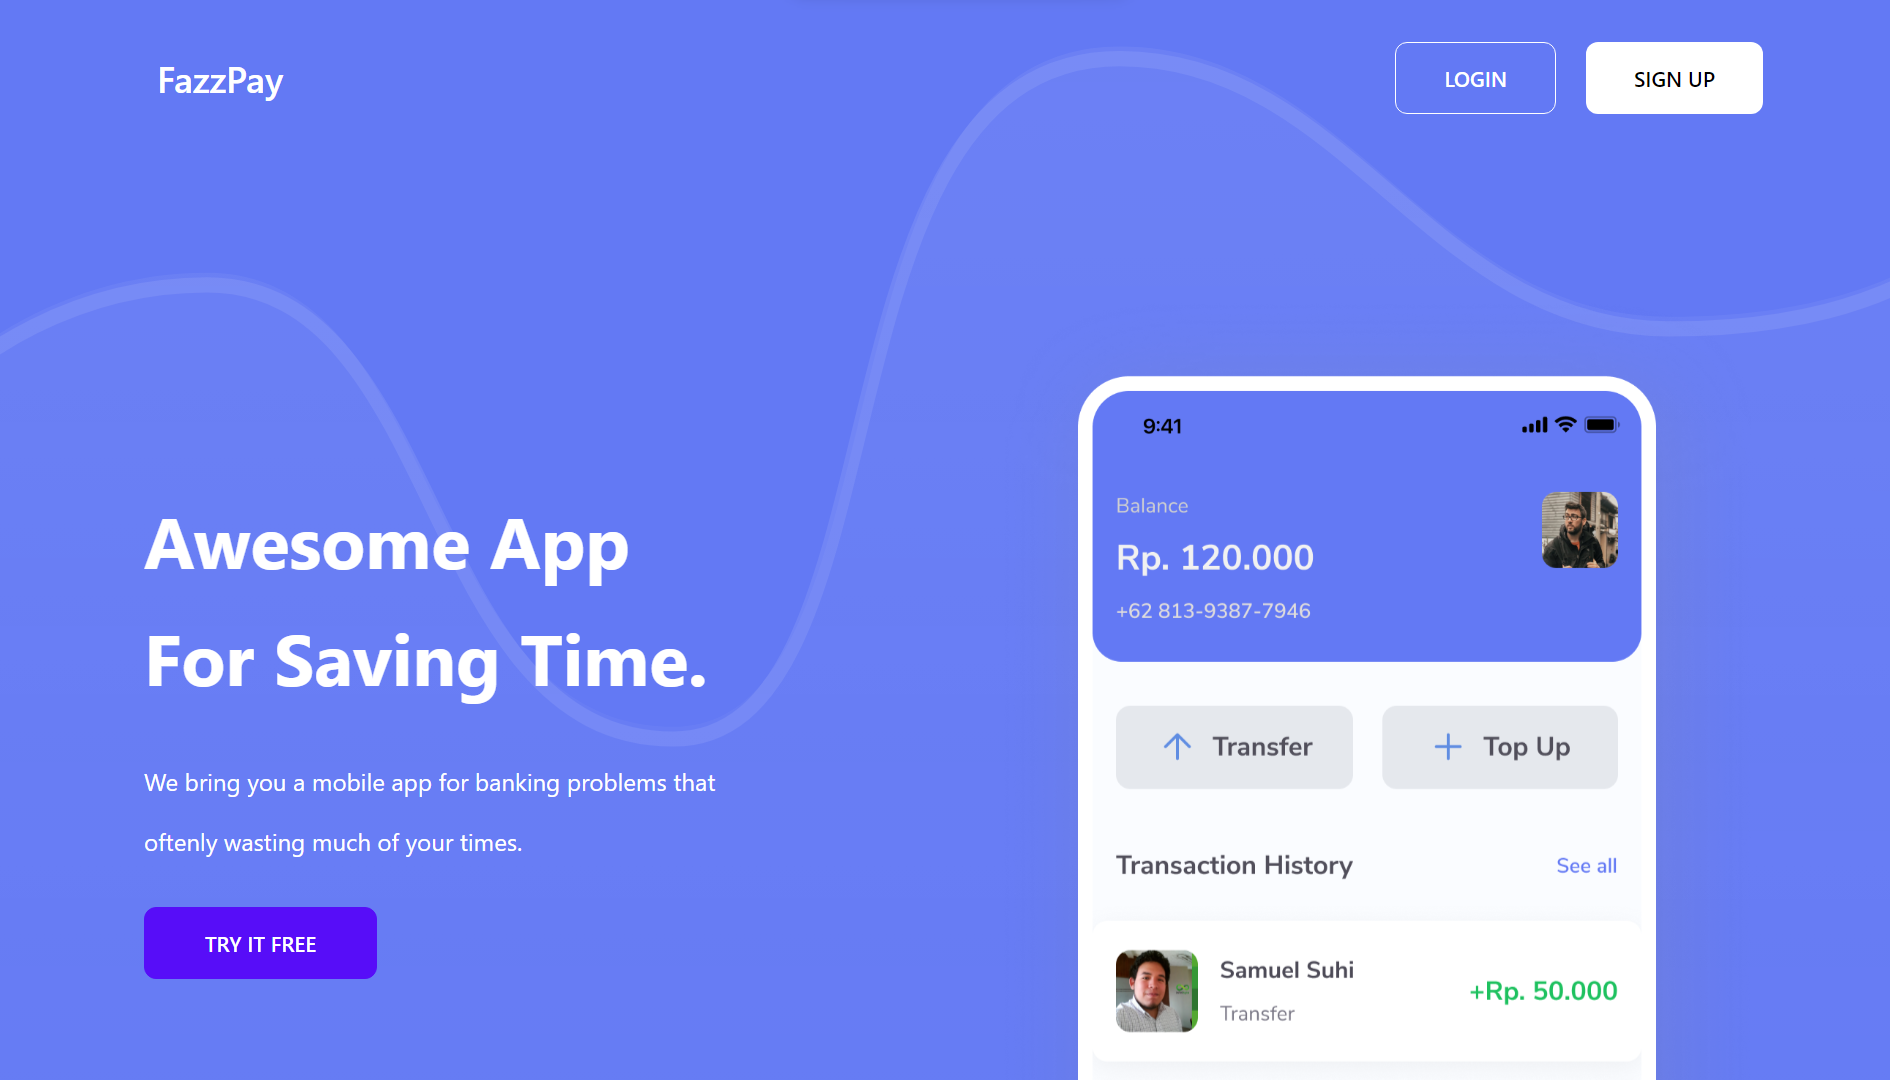 FazzPay
LOGIN
SIGN UP
Awesome App
For Saving Time.
We bring you a mobile app for banking problems that
oftenly wasting much of your times.
TRY IT FREE
9:41
Balance
Rp. 120.000
+62 813-9387-7946
Transfer
Top Up
Transaction History
See all
Samuel Suhi
Transfer
+Rp. 50.000